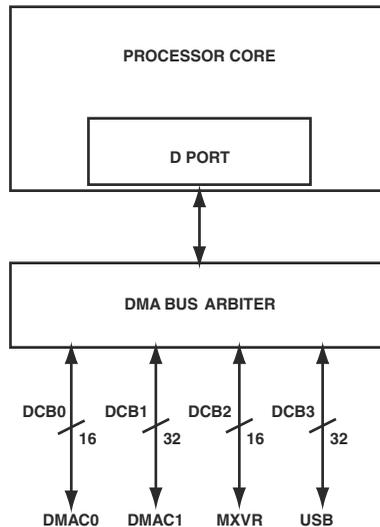 PROCESSOR CORE
D PORT
DMA BUS ARBITER
DCB0 DCB1 DCB2 DCB3
16 32 16 32
DMAC0 DMAC1 MXVR USB